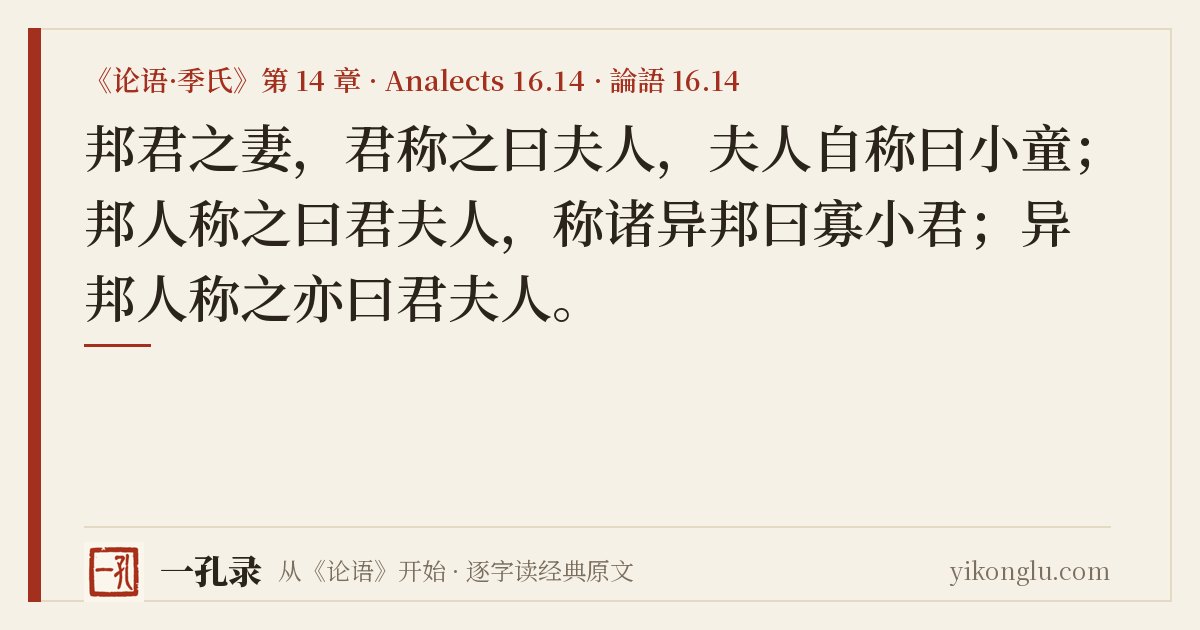 《论语·季氏》第 14 章 · Analects 16.14 · 論語 16.14
邦君之妻，君称之曰夫人，夫人自称曰小童；
邦人称之曰君夫人，称诸异邦曰寡小君；异
邦人称之亦曰君夫人。
一孔
一孔录 从《论语》开始 · 逐字读经典原文 yikonglu.com